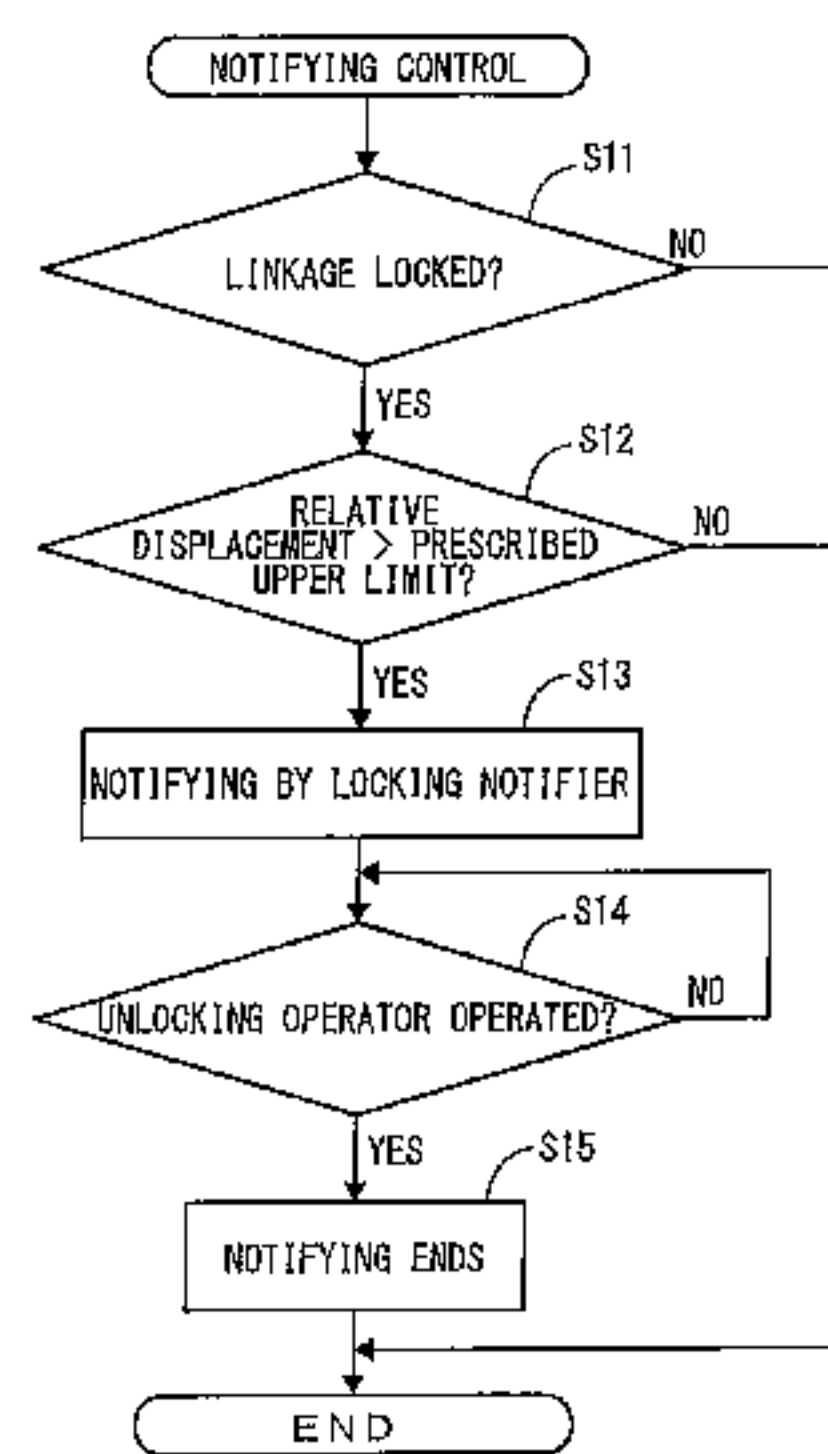 NOTIFYING CONTROL
S11
LINKAGE LOCKED?
NO
YES
S12
RELATIVE
DISPLACEMENT > PRESCRIBED
UPPER LIMIT?
NO
YES
S13
NOTIFYING BY LOCKING NOTIFIER
S14
UNLOCKING OPERATOR OPERATED?
NO
YES
S15
NOTIFYING ENDS
END